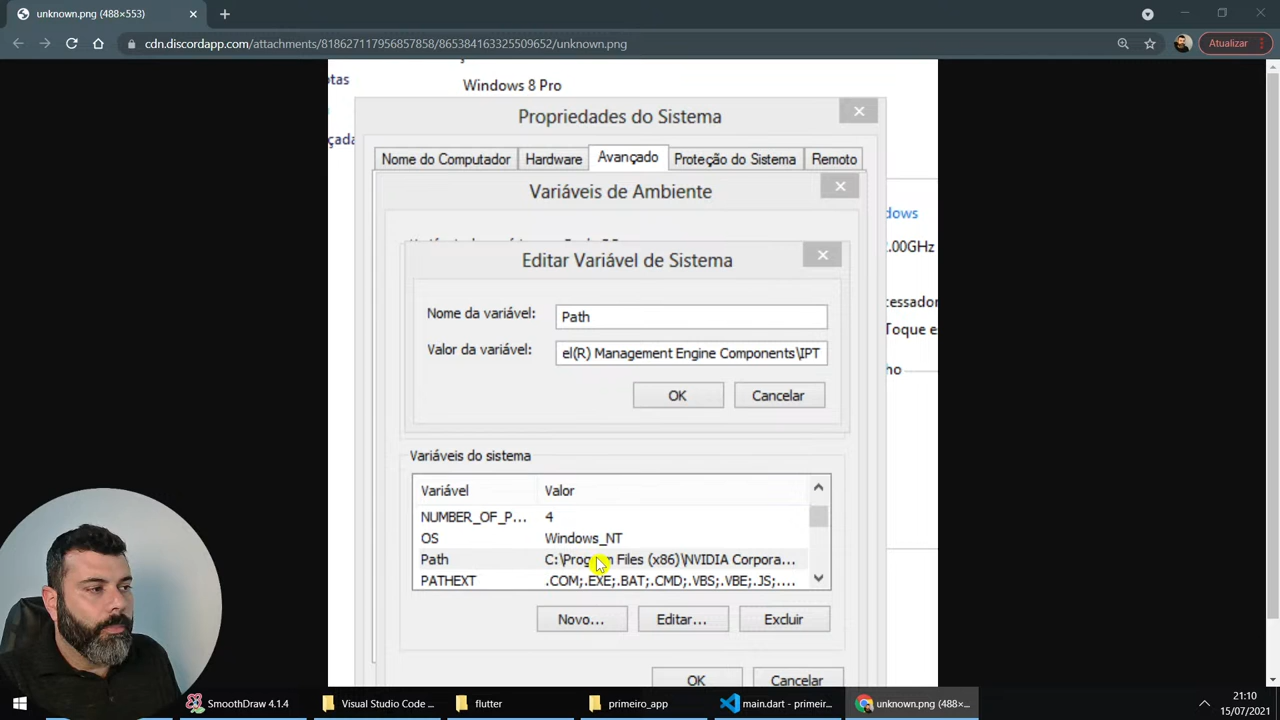 unknown.png (488×553)
cdn.discordapp.com/attachments/818627117956857858/865384163325509652/unknown.png
Atualizar
Windows 8 Pro
Propriedades do Sistema
Nome do Computador
Hardware
Avançado
Proteção do Sistema
Remoto
Variáveis de Ambiente
Editar Variável de Sistema
2.00GHz
Nome da variável:
Path
Valor da variável:
el(R) Management Engine Components\IPT
OK
Cancelar
Variáveis do sistema
Variável
Valor
NUMBER_OF_P...
4
OS
Windows_NT
Path
C:\Program Files (x86)\NVIDIA Corpora...
PATHEXT
.COM;.EXE;.BAT;.CMD;.VBS;.VBE;.JS;....
Novo...
Editar...
Excluir
OK
Cancelar
SmoothDraw 4.1.4
Visual Studio Code ...
flutter
primeiro_app
main.dart - primeir...
unknown.png (488×...
21:10
15/07/2021